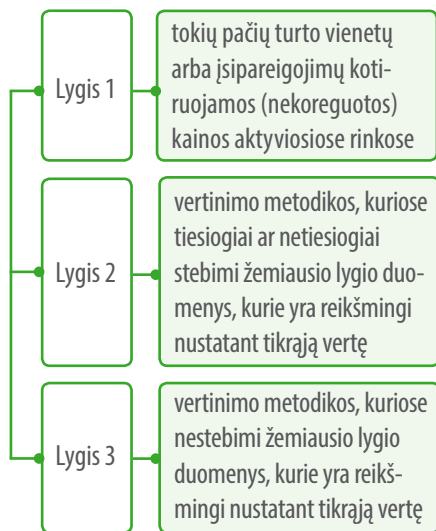 Lygis 1
tokių pačių turto vienetų
arba įsipareigojimų koti-
ruojamos (nekoreguotos)
kainos aktyviosiose rinkose
Lygis 2
vertinimo metodikos, kuriose
tiesiogiai ar netiesiogiai
stebimi žemiausio lygio duo-
menys, kurie yra reikšmingi
nustatant tikrąją vertę
Lygis 3
vertinimo metodikos, kuriose
nestebimi žemiausio lygio
duomenys, kurie yra reikš-
mingi nustatant tikrąją vertę